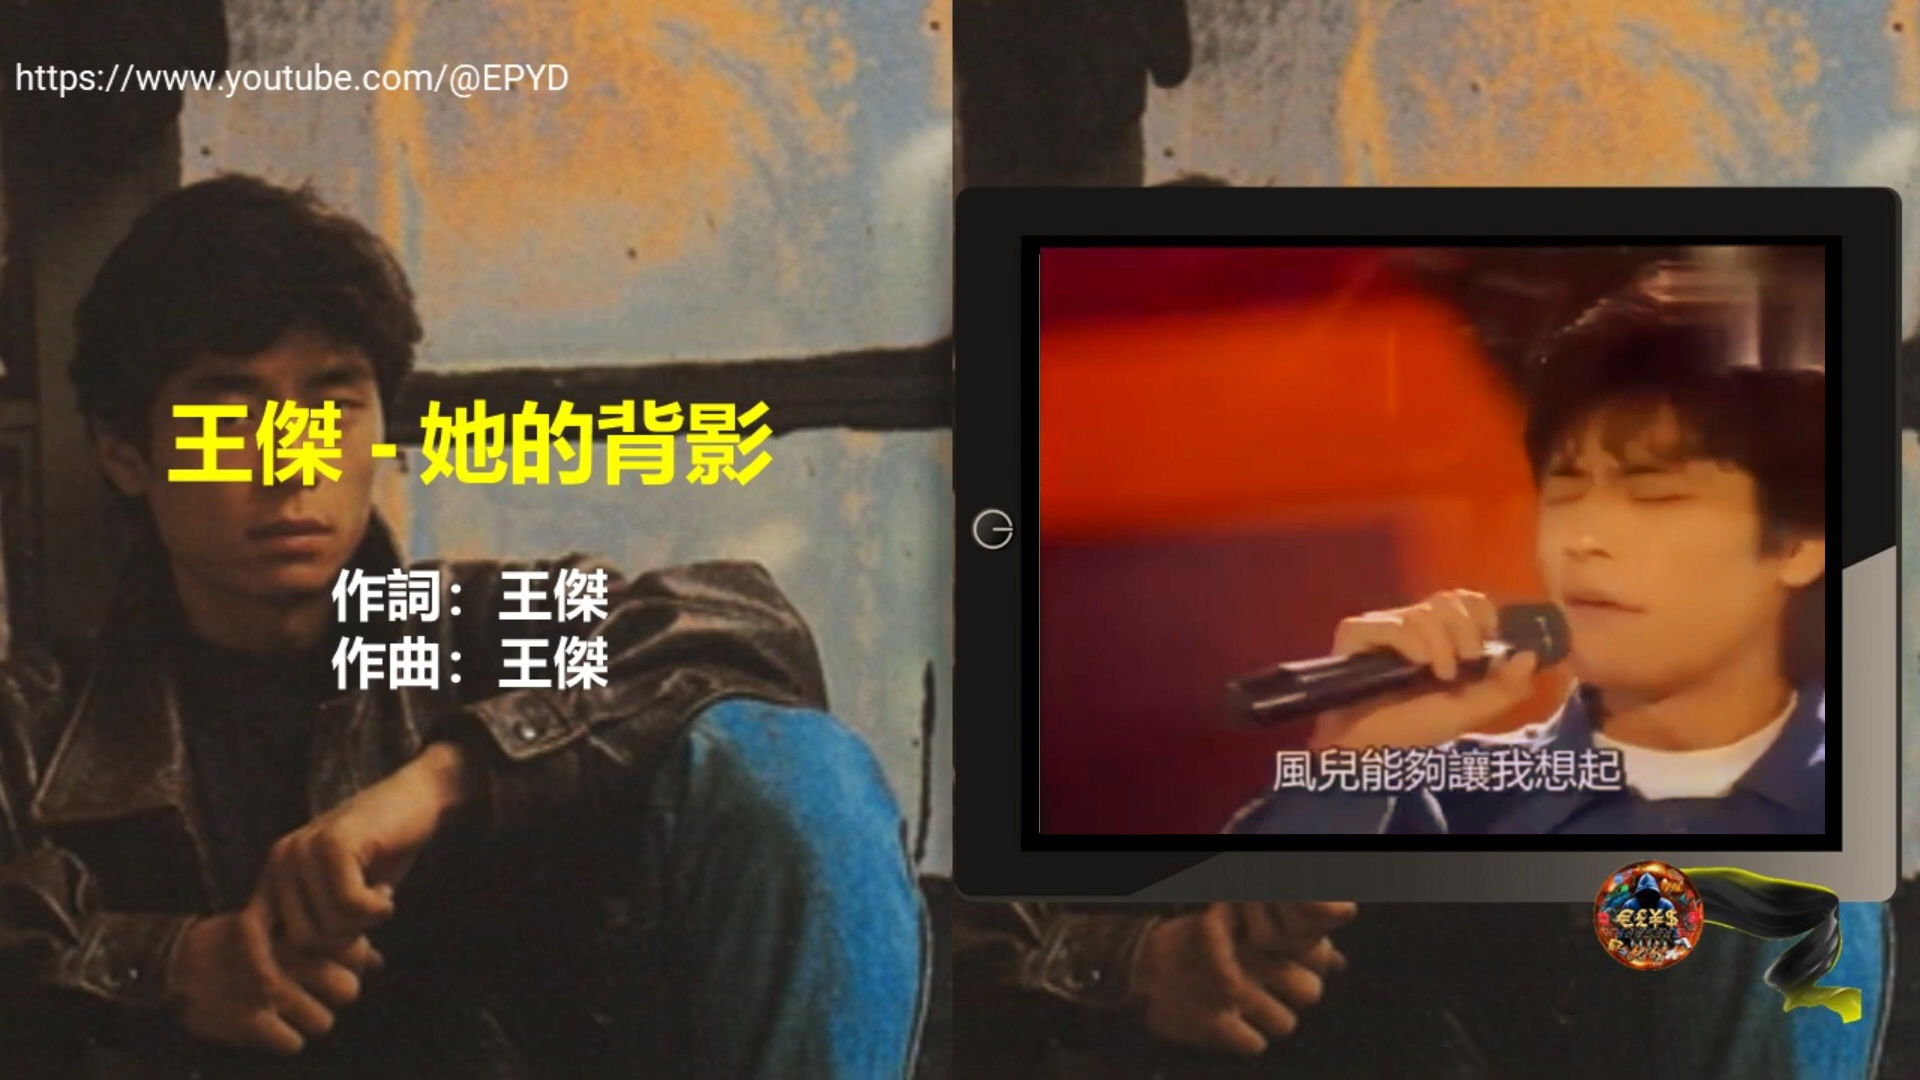 https://www.youtube.com/@EPYD
王傑 - 她的背影
作詞：王傑
作曲：王傑
風兒能夠讓我想起
€£¥$